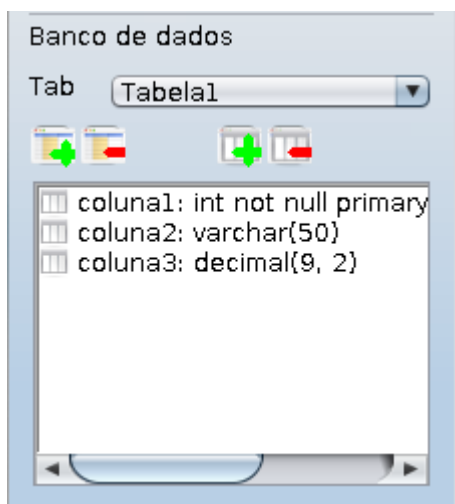 Banco de dados
Tab Tabela1
coluna1: int not null primary
coluna2: varchar(50)
coluna3: decimal(9, 2)